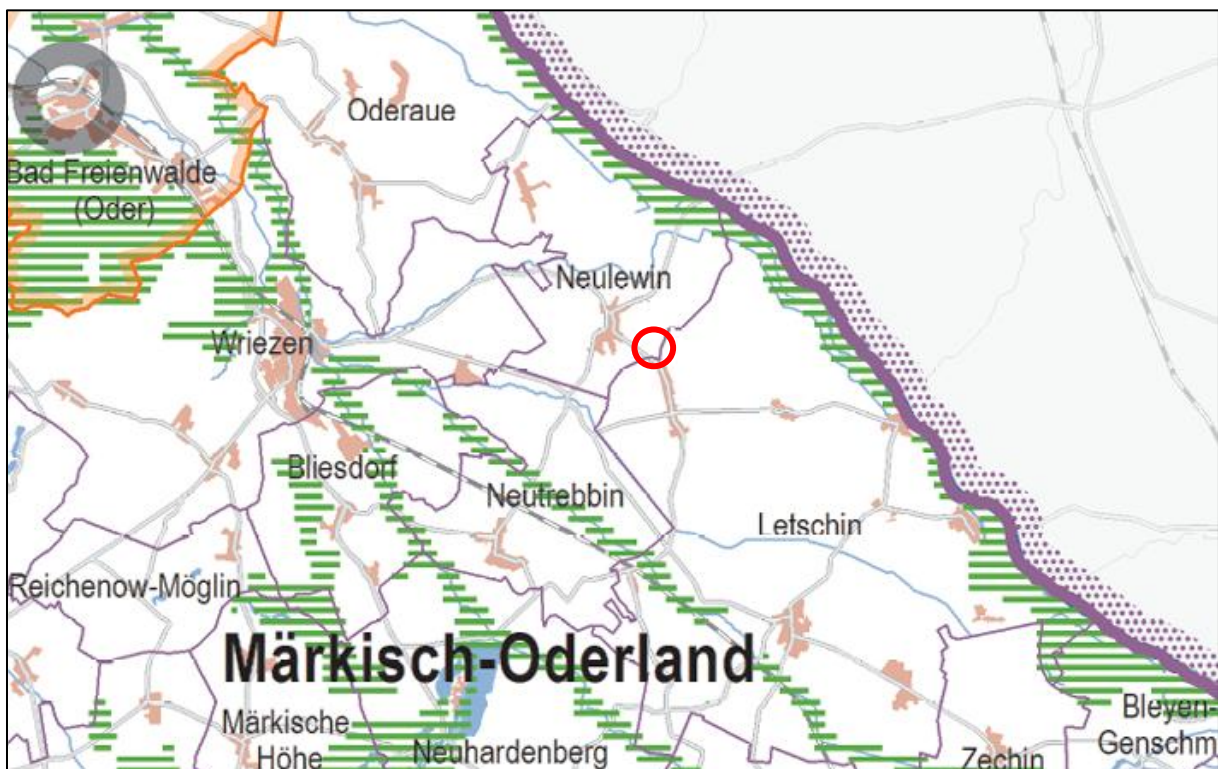 Oderaue
Bad Freienwalde
(Oder)
Neulewin
Wriezen
Bliesdorf
Neutrebbin
Letschin
Reichenow-Möglin
Märkisch-Oderland
Märkische
Höhe
Neuhardenberg
Bleyen-
Genschm
Zechin